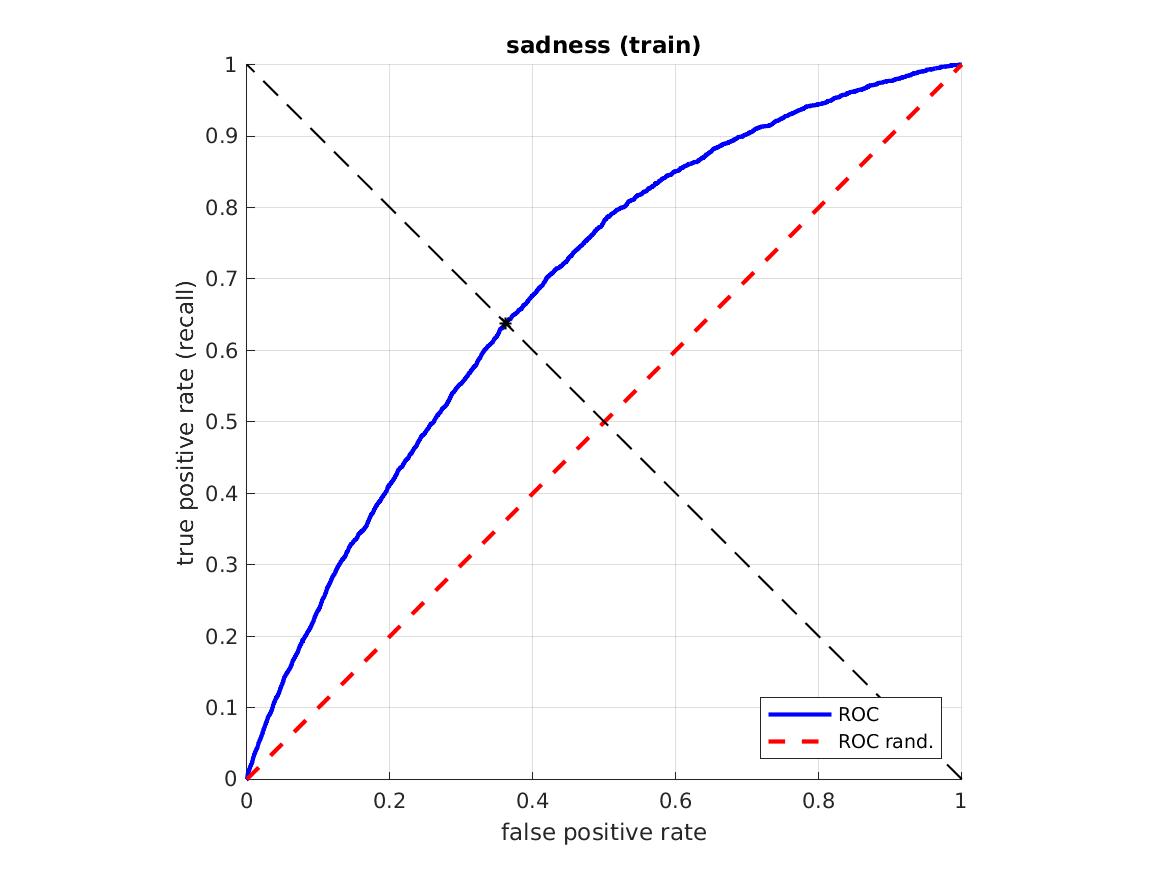 sadness (train)
true positive rate (recall)
1
0.9
0.8
0.7
0.6
0.5
0.4
0.3
0.2
0.1
0
0 0.2 0.4 0.6 0.8 1
false positive rate
ROC
ROC rand.